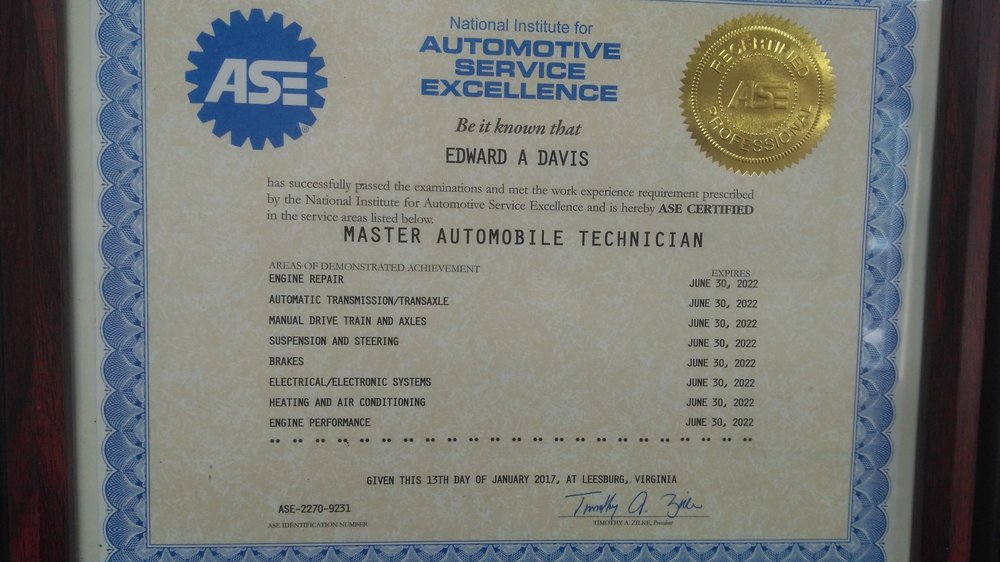 ASE
®
National Institute for
AUTOMOTIVE
SERVICE
EXCELLENCE
RECERTIFIED
ASE
PROFESSIONAL
Be it known that
EDWARD A DAVIS
has successfully passed the examinations and met the work experience requirement prescribed
by the National Institute for Automotive Service Excellence and is hereby ASE CERTIFIED
in the service areas listed below.
MASTER AUTOMOBILE TECHNICIAN
AREAS OF DEMONSTRATED ACHIEVEMENT EXPIRES
ENGINE REPAIR JUNE 30, 2022
AUTOMATIC TRANSMISSION/TRANSAXLE JUNE 30, 2022
MANUAL DRIVE TRAIN AND AXLES JUNE 30, 2022
SUSPENSION AND STEERING JUNE 30, 2022
BRAKES JUNE 30, 2022
ELECTRICAL/ELECTRONIC SYSTEMS JUNE 30, 2022
HEATING AND AIR CONDITIONING JUNE 30, 2022
ENGINE PERFORMANCE JUNE 30, 2022
GIVEN THIS 13TH DAY OF JANUARY 2017, AT LEESBURG, VIRGINIA
ASE-2270-9231
ASE IDENTIFICATION NUMBER
Timothy A. Zilke
TIMOTHY A. ZILKE, President